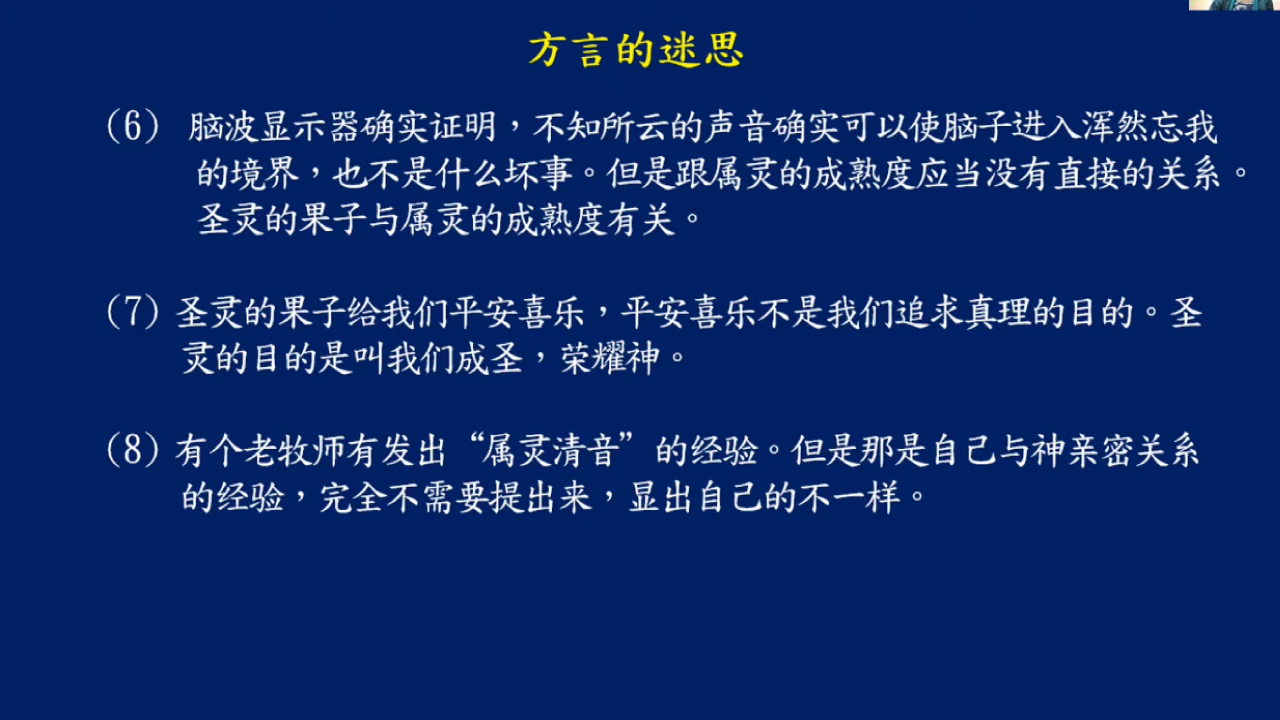 方言的迷思
（6） 脑波显示器确实证明，不知所云的声音确实可以使脑子进入浑然忘我
的境界，也不是什么坏事。但是跟属灵的成熟度应当没有直接的关系。
圣灵的果子与属灵的成熟度有关。
（7）圣灵的果子给我们平安喜乐，平安喜乐不是我们追求真理的目的。圣
灵的目的是叫我们成圣，荣耀神。
（8）有个老牧师有发出“属灵清音”的经验。但是那是自己与神亲密关系
的经验，完全不需要提出来，显出自己的不一样。